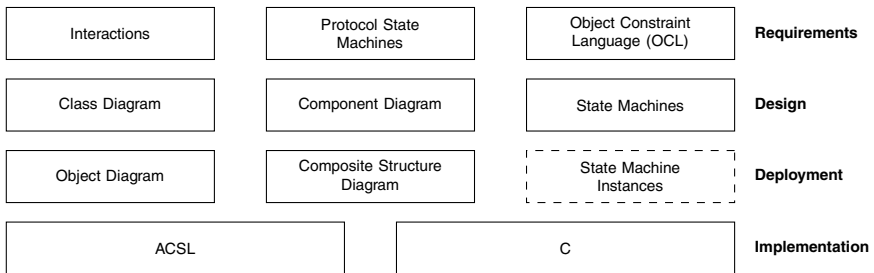 Interactions
Protocol State
Machines
Object Constraint
Language (OCL)
Requirements
Class Diagram
Component Diagram
State Machines
Design
Object Diagram
Composite Structure
Diagram
State Machine
Instances
Deployment
ACSL
C
Implementation